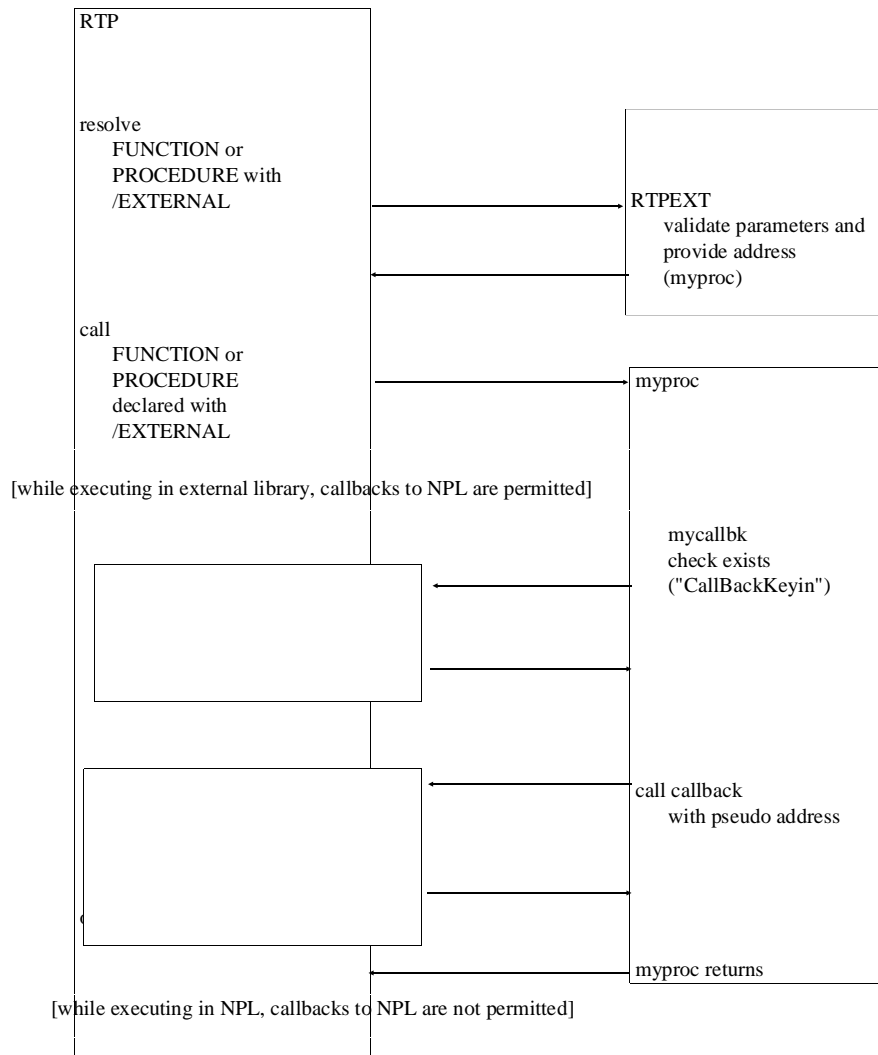 RTP
resolve
FUNCTION or
PROCEDURE with
/EXTERNAL
RTPEXT
validate parameters and
provide address
(myproc)
call
FUNCTION or
PROCEDURE
declared with
/EXTERNAL
myproc
[while executing in external library, callbacks to NPL are permitted]
mycallbk
check exists
("CallBackKeyin")
call callback
with pseudo address
myproc returns
[while executing in NPL, callbacks to NPL are not permitted]